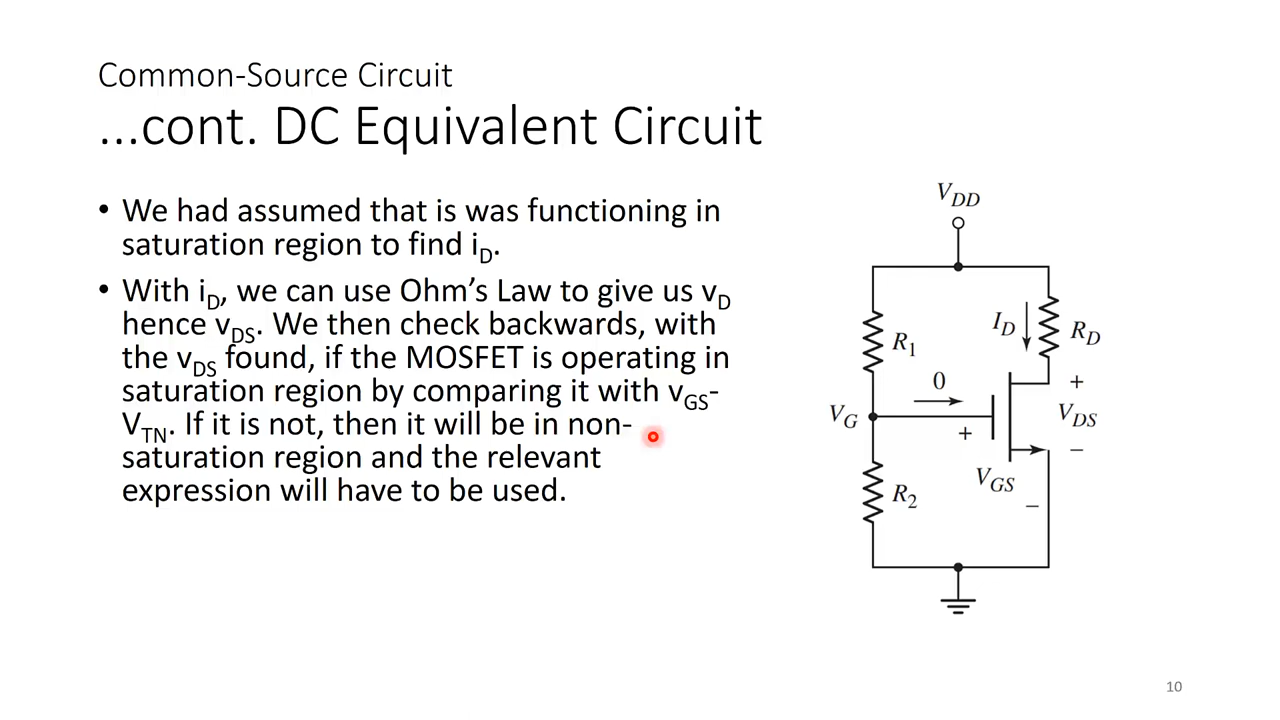 Common-Source Circuit
...cont. DC Equivalent Circuit
• We had assumed that is was functioning in
saturation region to find iD.
• With iD, we can use Ohm's Law to give us vD
hence vDS. We then check backwards, with
the vDS found, if the MOSFET is operating in
saturation region by comparing it with vGS-
VTN. If it is not, then it will be in non-
saturation region and the relevant
expression will have to be used.
VDD
ID
RD
R1
0
+
VG
VDS
+
−
VGS
R2
−
10